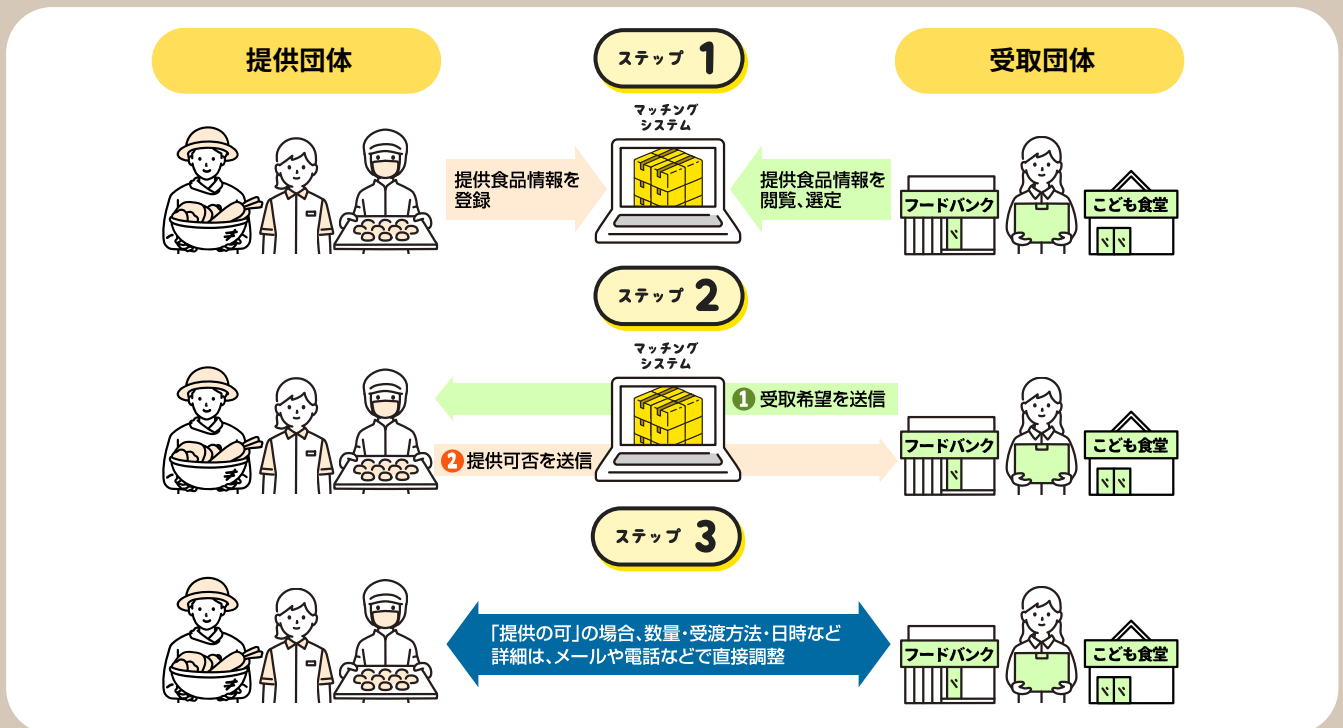 提供団体
ステップ 1
受取団体
マッチング
システム
提供食品情報を
登録
提供食品情報を
閲覧、選定
フードバンク
こども食堂
ステップ 2
マッチング
システム
1 受取希望を送信
2 提供可否を送信
フードバンク
こども食堂
ステップ 3
「提供の可」の場合、数量・受渡方法・日時など
詳細は、メールや電話などで直接調整
フードバンク
こども食堂